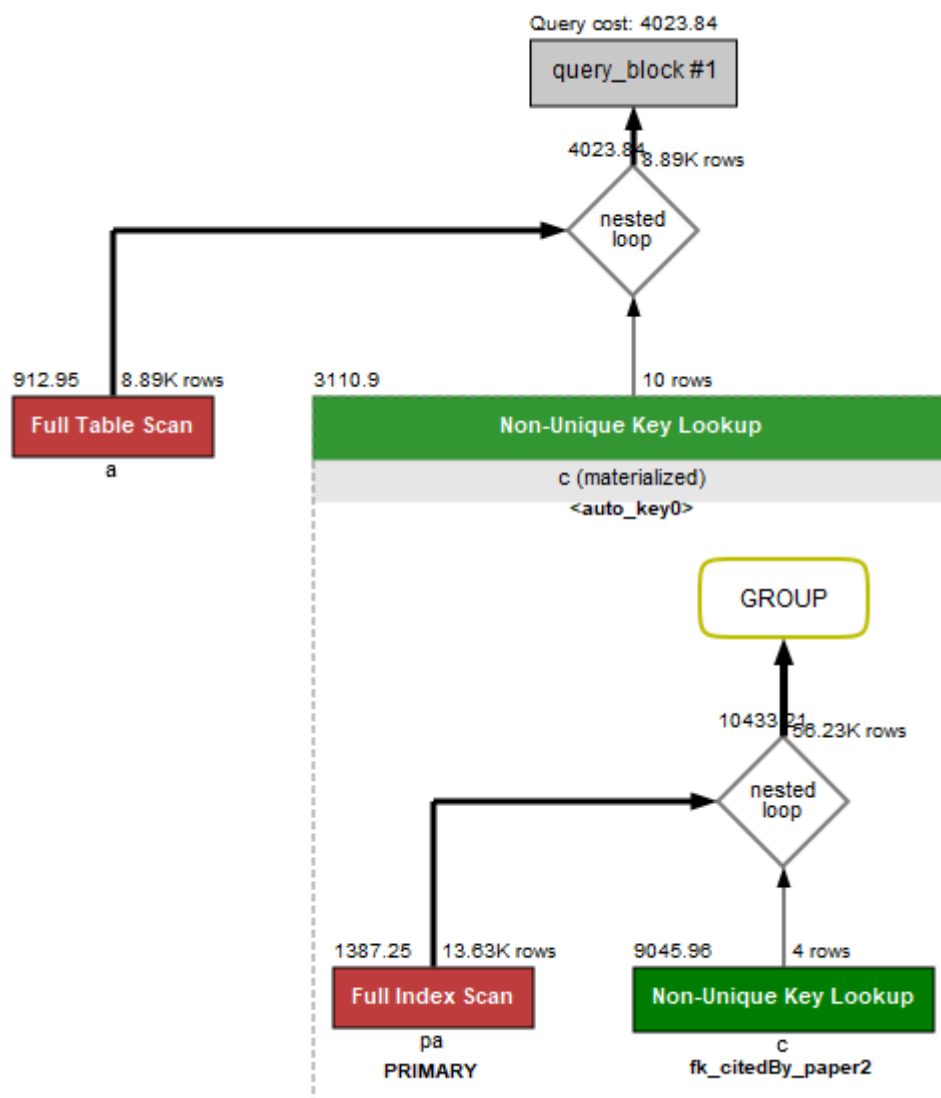 Query cost: 4023.84
query_block #1
4023.84
8.89K rows
nested
loop
912.95
8.89K rows
3110.9
10 rows
Full Table Scan
Non-Unique Key Lookup
a
c (materialized)
<auto_key0>
GROUP
10433.21
56.23K rows
nested
loop
1387.25
13.63K rows
9045.96
4 rows
Full Index Scan
Non-Unique Key Lookup
pa
c
PRIMARY
fk_citedBy_paper2